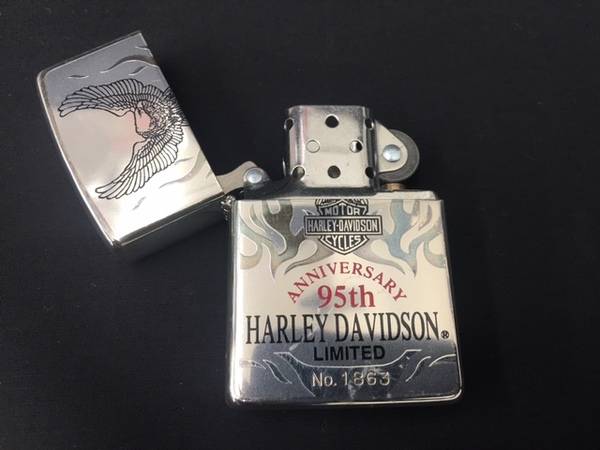 MOTOR
HARLEY-DAVIDSON
CYCLES
ANNIVERSARY
95th
HARLEY DAVIDSON®
LIMITED
No. 1863